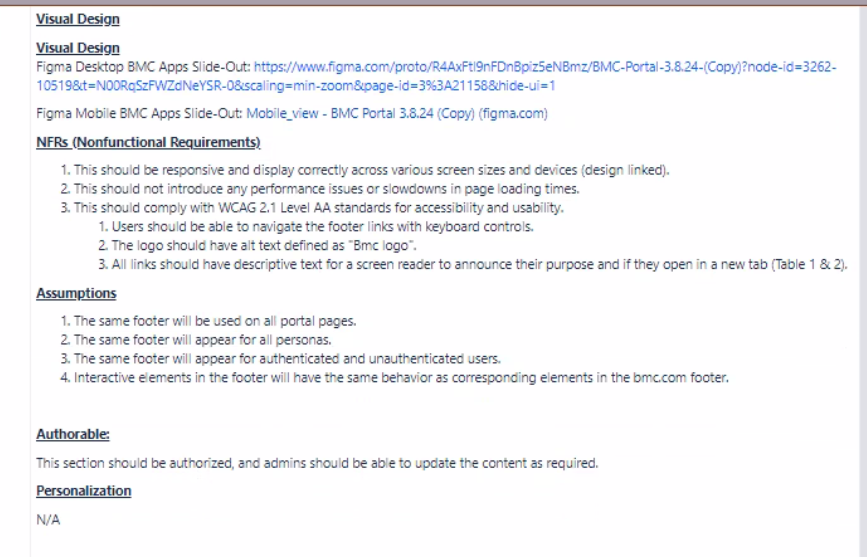 Visual Design
Visual Design
Figma Desktop BMC Apps Slide-Out: https://www.figma.com/proto/R4AxFtI9nFDnBpiz5eNBmz/BMC-Portal-3.8.24-(Copy)?node-id=3262-
10519&t=N00RqSzFWZdNeYSR-0&scaling=min-zoom&page-id=3%3A21158&hide-ui=1
Figma Mobile BMC Apps Slide-Out: Mobile_view - BMC Portal 3.8.24 (Copy) (figma.com)
NFRs (Nonfunctional Requirements)
1. This should be responsive and display correctly across various screen sizes and devices (design linked).
2. This should not introduce any performance issues or slowdowns in page loading times.
3. This should comply with WCAG 2.1 Level AA standards for accessibility and usability.
1. Users should be able to navigate the footer links with keyboard controls.
2. The logo should have alt text defined as "Bmc logo".
3. All links should have descriptive text for a screen reader to announce their purpose and if they open in a new tab (Table 1 & 2).
Assumptions
1. The same footer will be used on all portal pages.
2. The same footer will appear for all personas.
3. The same footer will appear for authenticated and unauthenticated users.
4. Interactive elements in the footer will have the same behavior as corresponding elements in the bmc.com footer.
Authorable:
This section should be authorized, and admins should be able to update the content as required.
Personalization
N/A